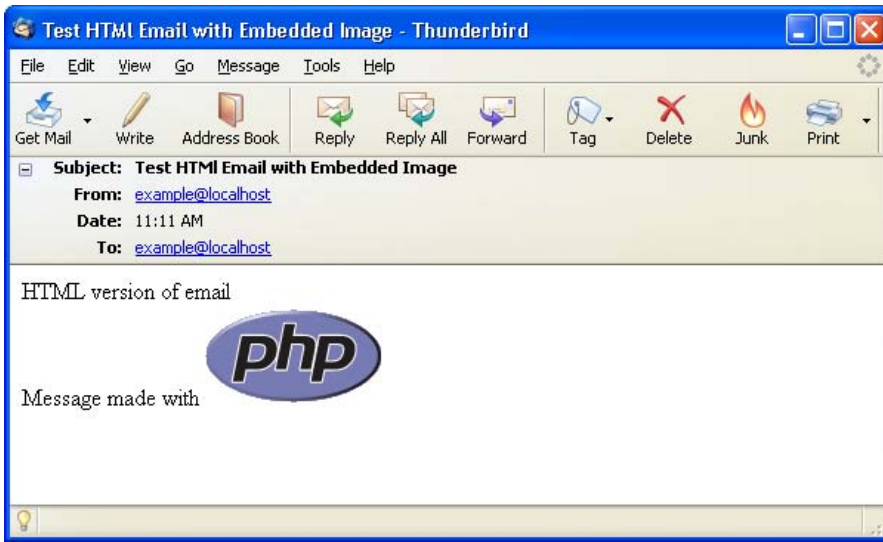 Test HTMl Email with Embedded Image - Thunderbird
File Edit View Go Message Tools Help
Get Mail Write Address Book Reply Reply All Forward Tag Delete Junk Print
Subject: Test HTMl Email with Embedded Image
From: example@localhost
Date: 11:11 AM
To: example@localhost
HTML version of email
php
Message made with